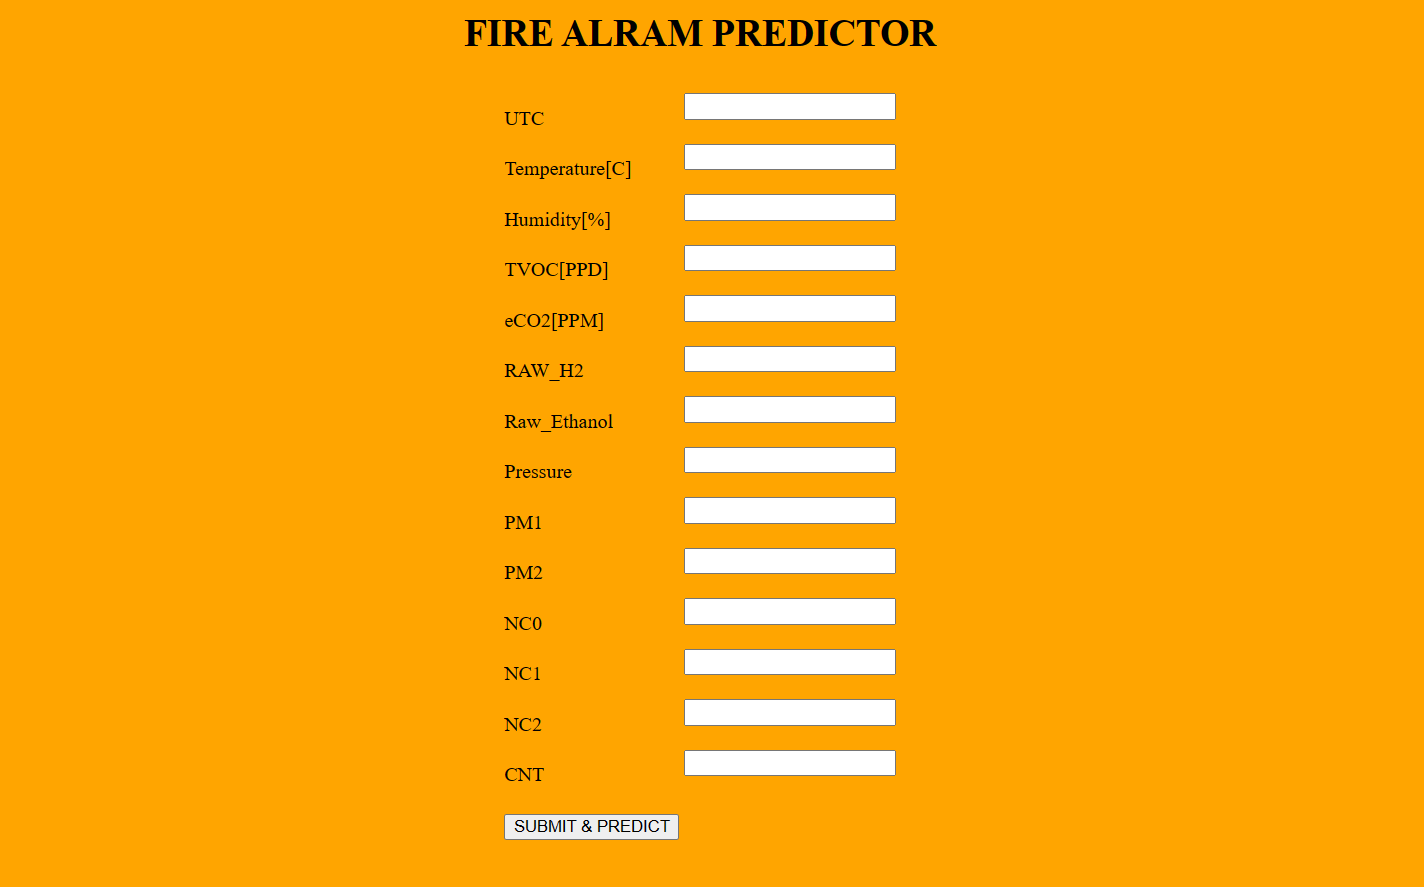 FIRE ALRAM PREDICTOR
UTC
Temperature[C]
Humidity[%]
TVOC[PPD]
eCO2[PPM]
RAW_H2
Raw_Ethanol
Pressure
PM1
PM2
NC0
NC1
NC2
CNT
SUBMIT & PREDICT